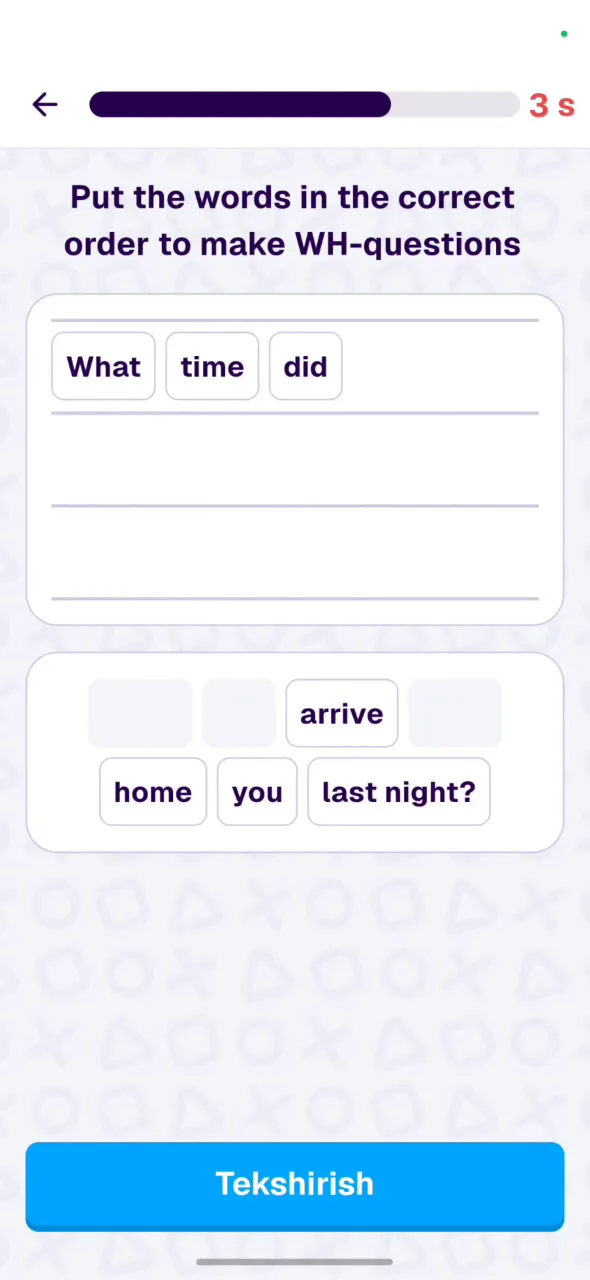 3 s
Put the words in the correct
order to make WH-questions
What time did
arrive
home you last night?
Tekshirish